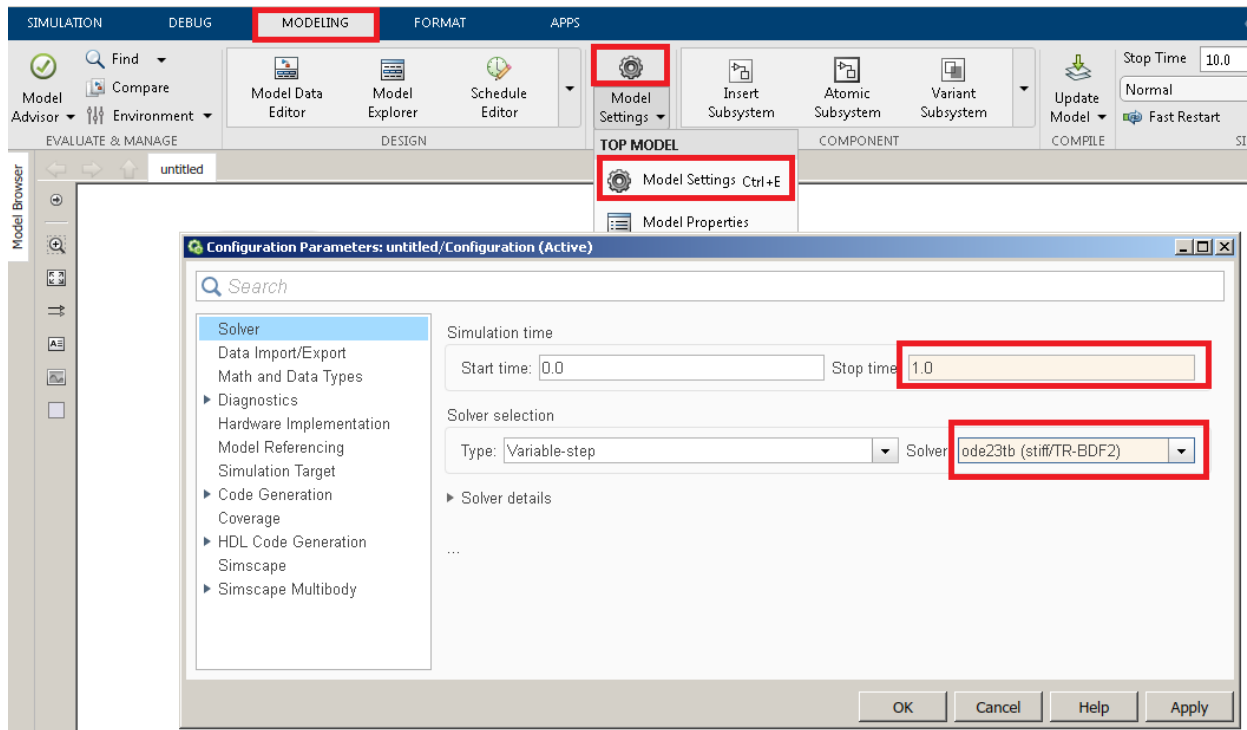 SIMULATION DEBUG MODELING FORMAT APPS
Model Advisor
Find
Compare
Environment
EVALUATE & MANAGE
Model Data Editor
Model Explorer
Schedule Editor
DESIGN
Model Settings
Insert Subsystem
Atomic Subsystem
Variant Subsystem
COMPONENT
Update Model
COMPILE
Stop Time 10.0
Normal
Fast Restart
SI
TOP MODEL
Model Settings Ctrl+E
Model Properties
Model Browser
untitled
Configuration Parameters: untitled/Configuration (Active)
Search
Solver
Data Import/Export
Math and Data Types
Diagnostics
Hardware Implementation
Model Referencing
Simulation Target
Code Generation
Coverage
HDL Code Generation
Simscape
Simscape Multibody
Simulation time
Start time: 0.0 Stop time 1.0
Solver selection
Type: Variable-step Solver ode23tb (stiff/TR-BDF2)
Solver details
...
OK Cancel Help Apply